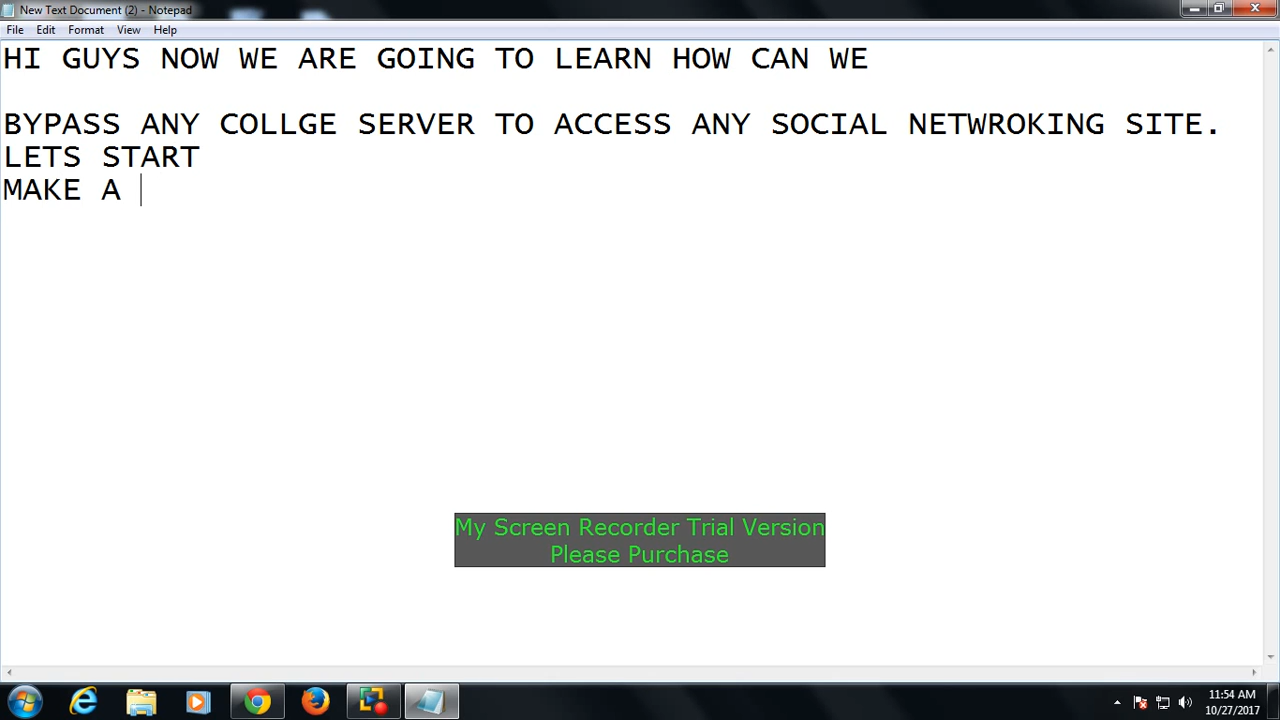 New Text Document (2) - Notepad
File Edit Format View Help
HI GUYS NOW WE ARE GOING TO LEARN HOW CAN WE
BYPASS ANY COLLGE SERVER TO ACCESS ANY SOCIAL NETWROKING SITE.
LETS START
MAKE A
My Screen Recorder Trial Version
Please Purchase
11:54 AM
10/27/2017